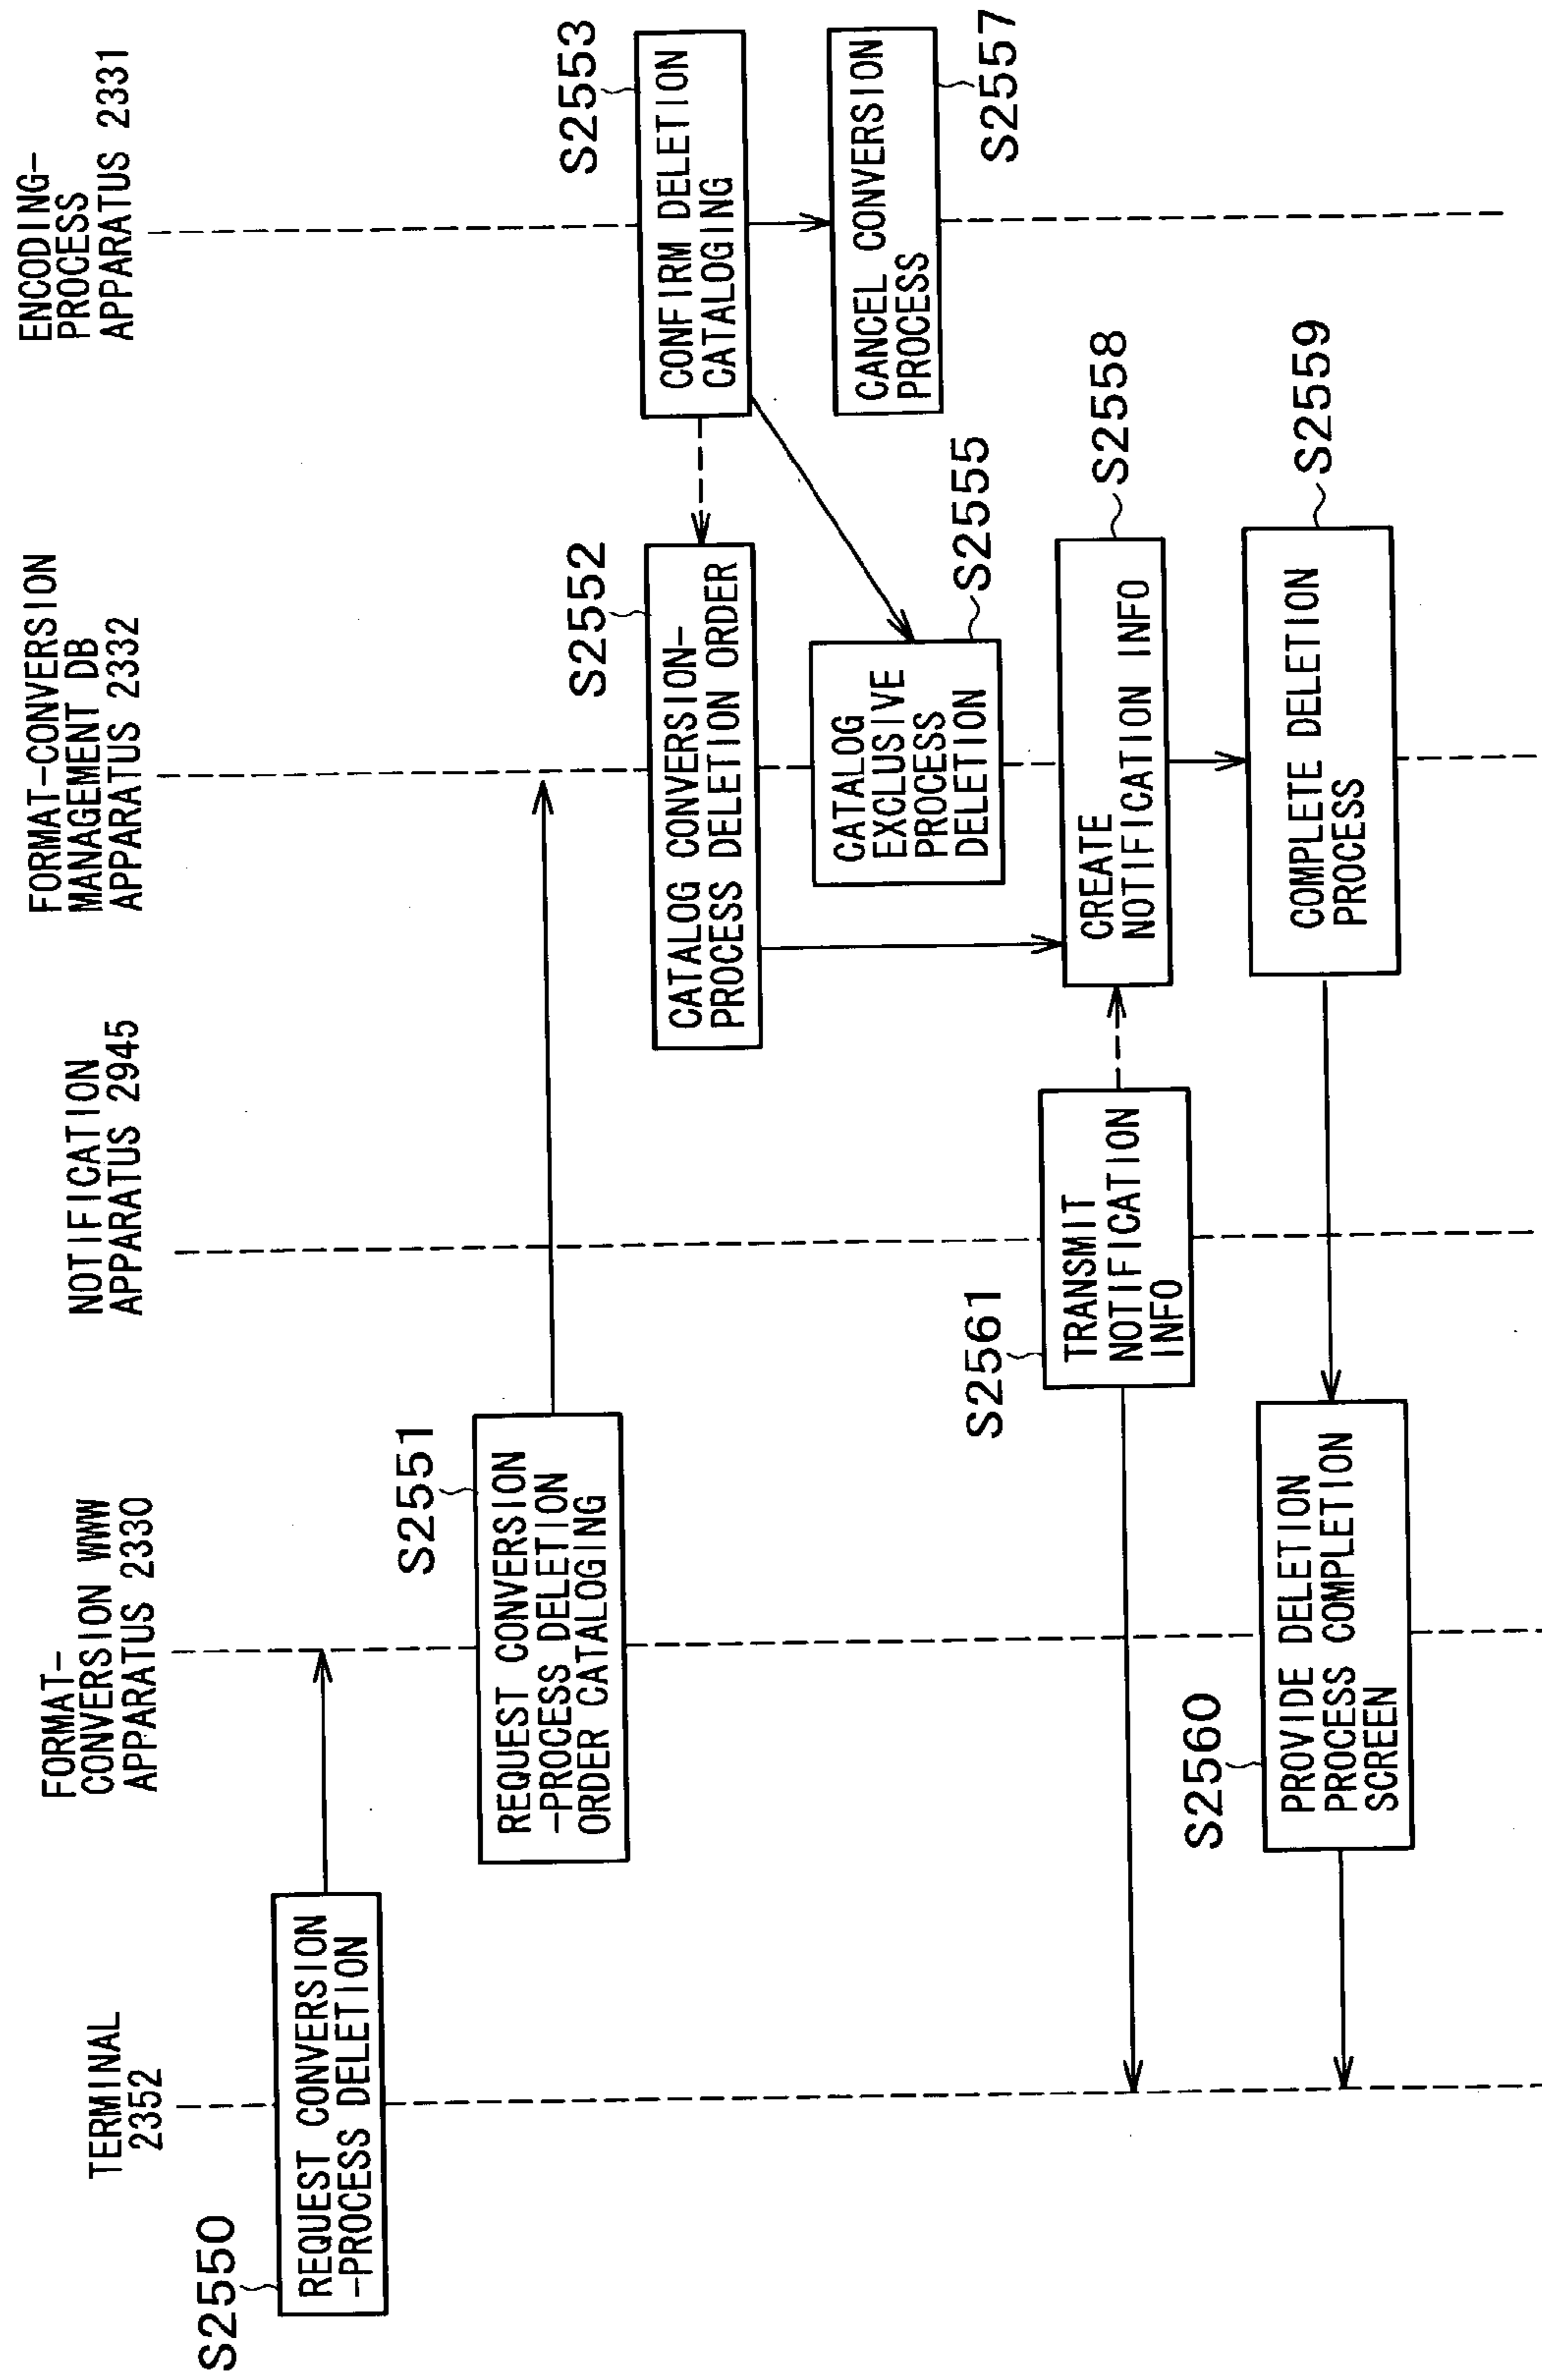 TERMINAL
2352
FORMAT-
CONVERSION WWW
APPARATUS 2330
NOTIFICATION
APPARATUS 2945
FORMAT-CONVERSION
MANAGEMENT DB
APPARATUS 2332
ENCODING-
PROCESS
APPARATUS 2331
S2550
REQUEST CONVERSION
-PROCESS DELETION
S2551
REQUEST CONVERSION
-PROCESS DELETION
ORDER CATALOGING
S2552
CATALOG CONVERSION-
PROCESS DELETION ORDER
S2553
CONFIRM DELETION
CATALOGING
S2555
CATALOG
EXCLUSIVE
PROCESS
DELETION
CANCEL CONVERSION
PROCESS
S2557
S2561
TRANSMIT
NOTIFICATION
INFO
CREATE
NOTIFICATION INFO
S2558
S2560
PROVIDE DELETION
PROCESS COMPLETION
SCREEN
COMPLETE DELETION
PROCESS
S2559